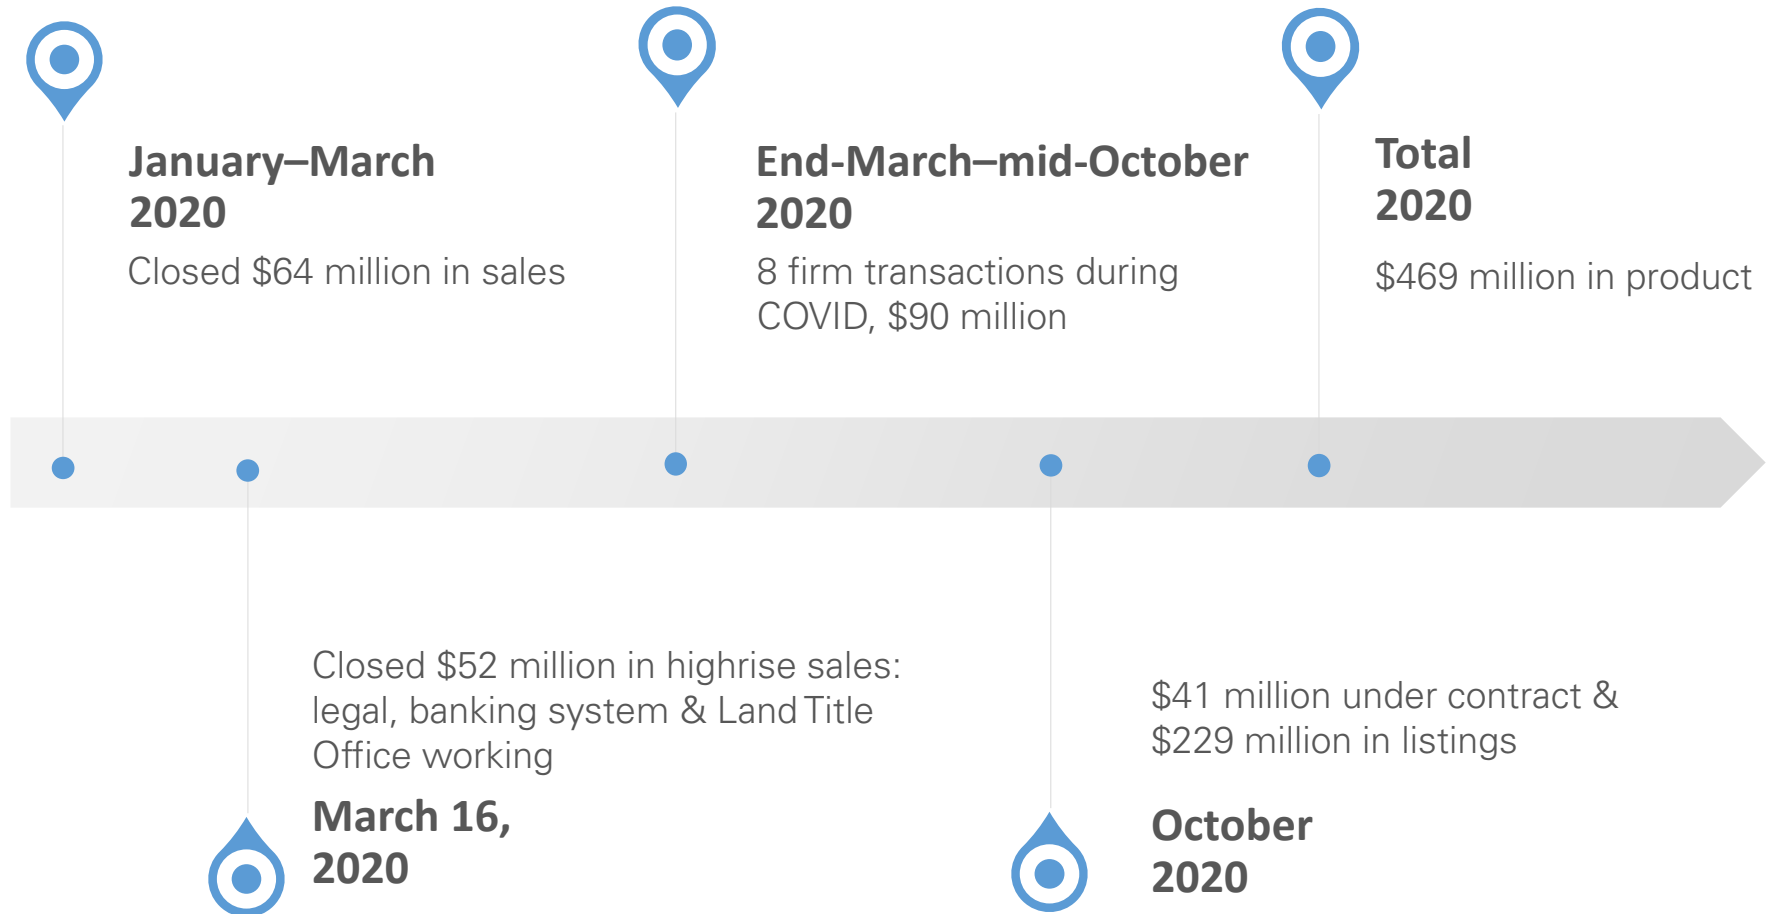 January–March
2020
Closed $64 million in sales
End-March–mid-October
2020
8 firm transactions during
COVID, $90 million
Total
2020
$469 million in product
Closed $52 million in highrise sales:
legal, banking system & Land Title
Office working
March 16,
2020
$41 million under contract &
$229 million in listings
October
2020